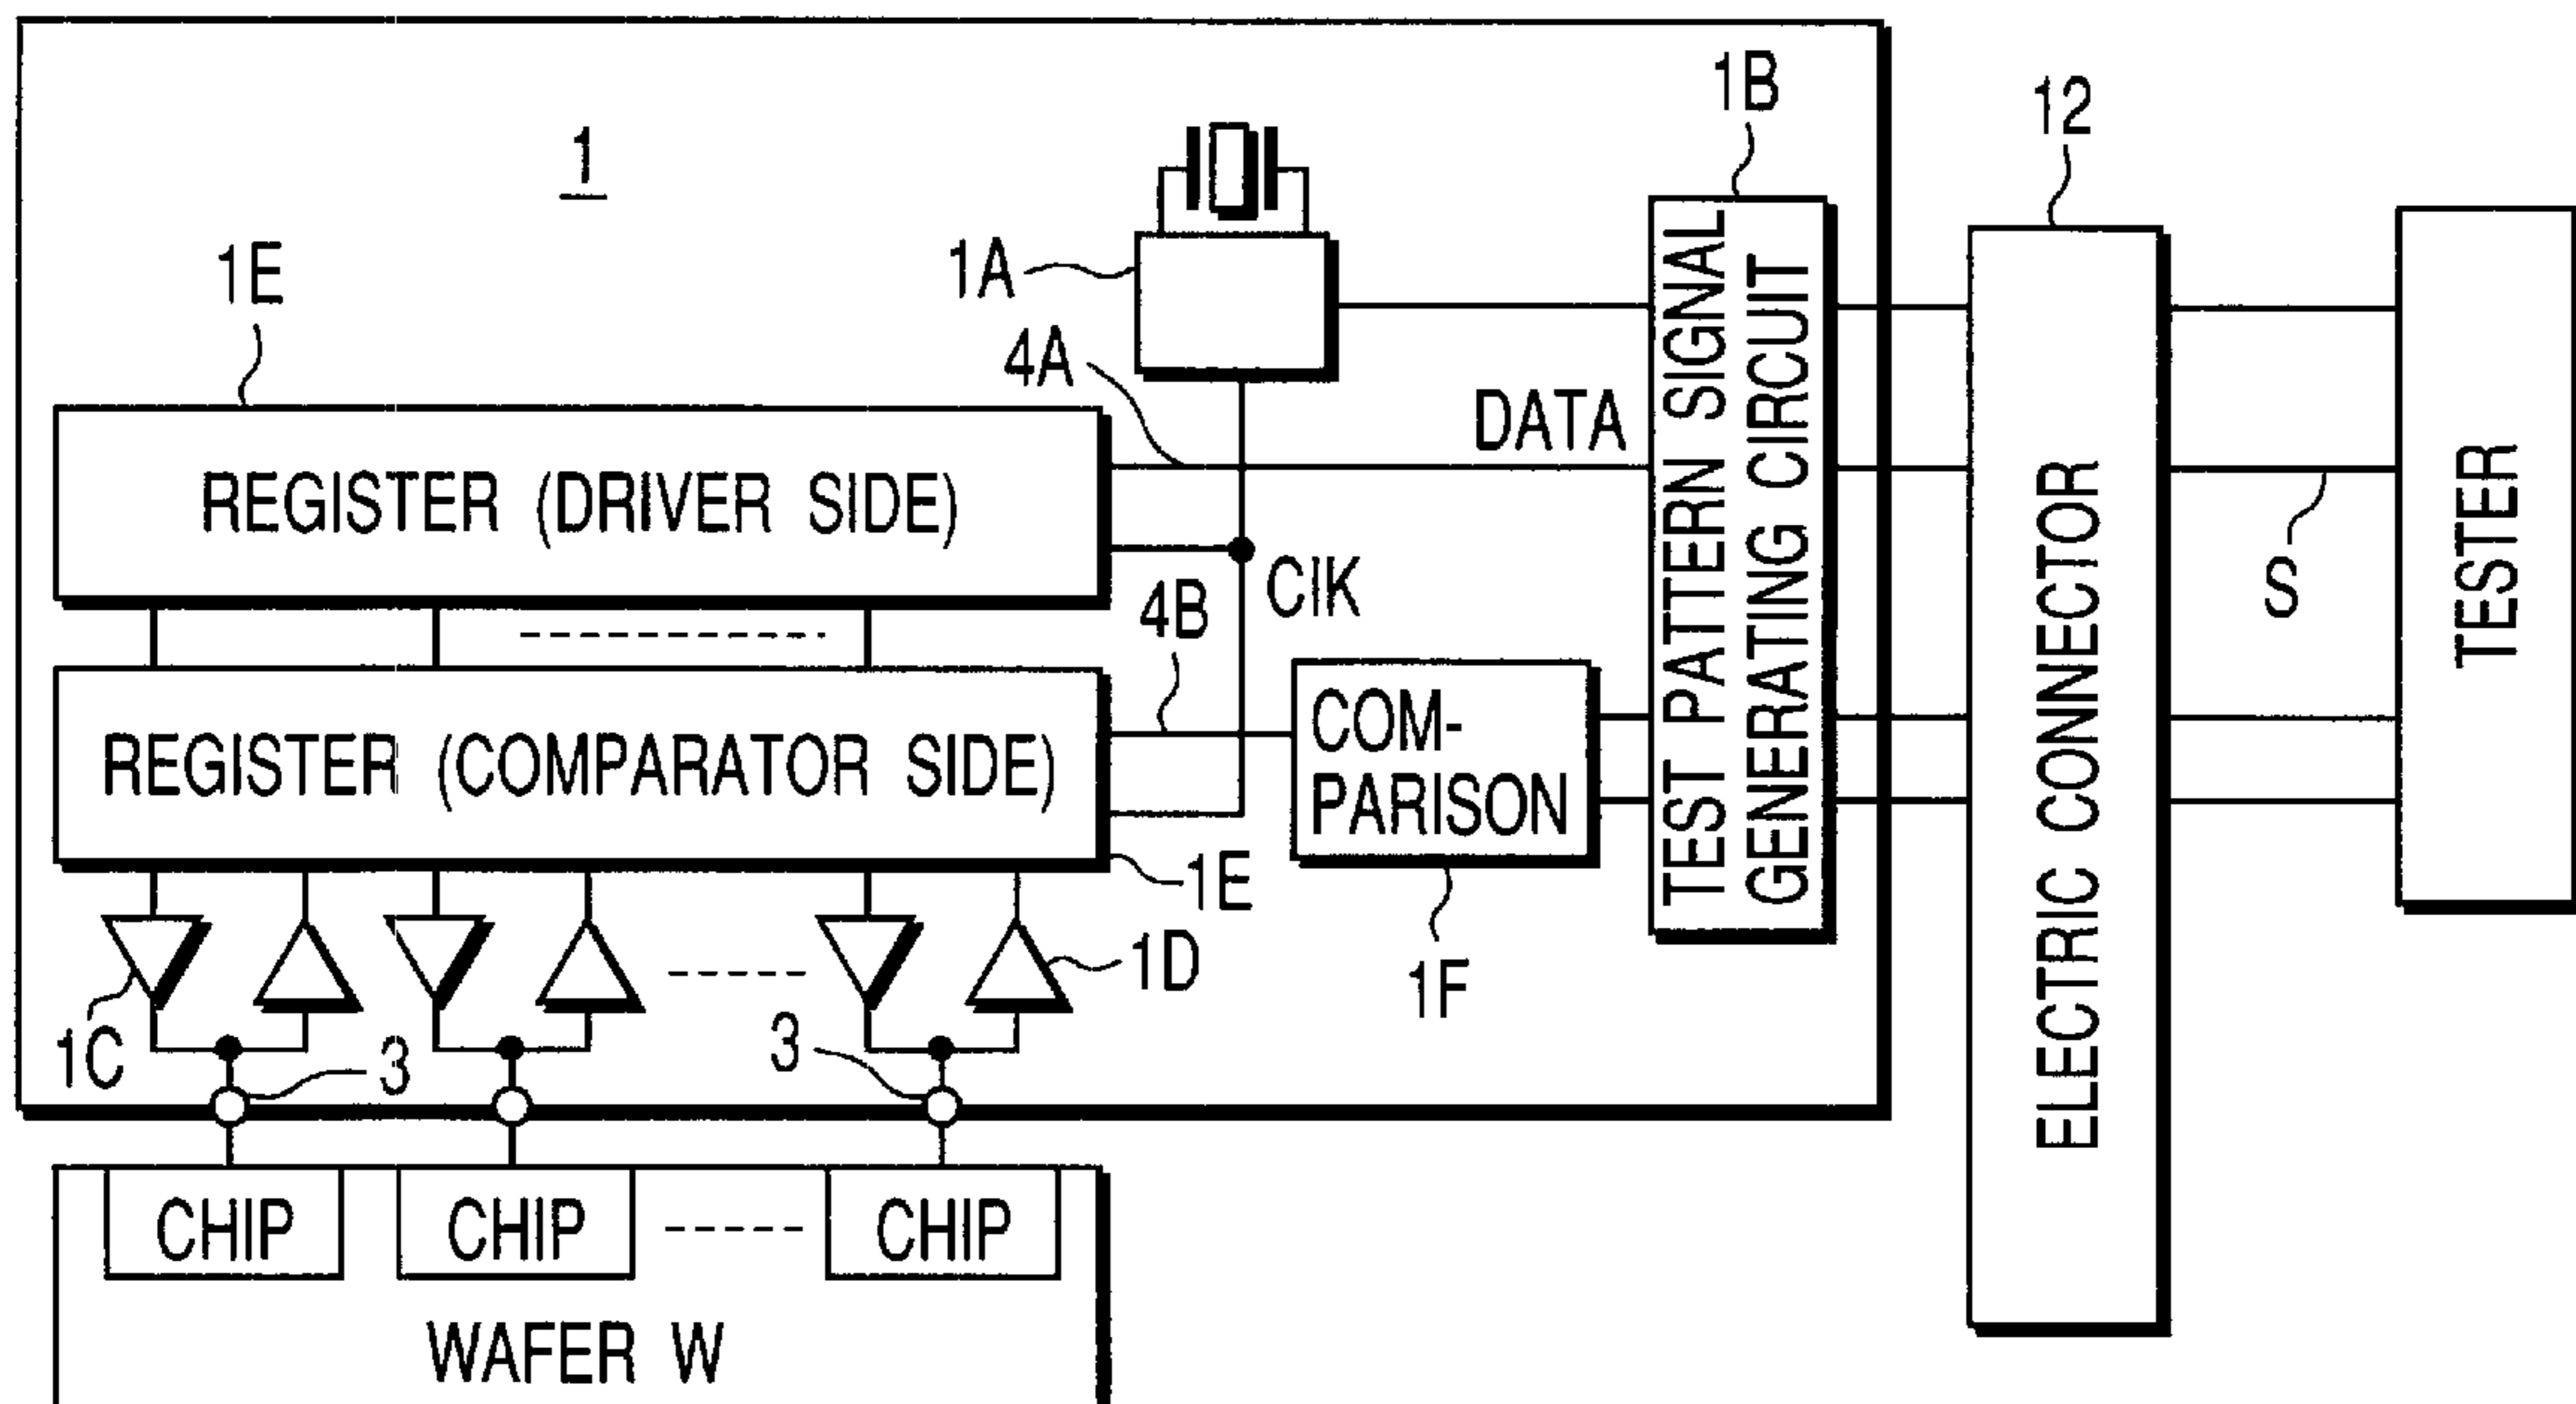 1
1A
1B
12
1E
4A
DATA
REGISTER (DRIVER SIDE)
CIK
4B
TEST PATTERN SIGNAL
GENERATING CIRCUIT
ELECTRIC CONNECTOR
S
TESTER
REGISTER (COMPARATOR SIDE)
COM-
PARISON
1E
1F
1D
1C
3
3
CHIP
CHIP
CHIP
WAFER W